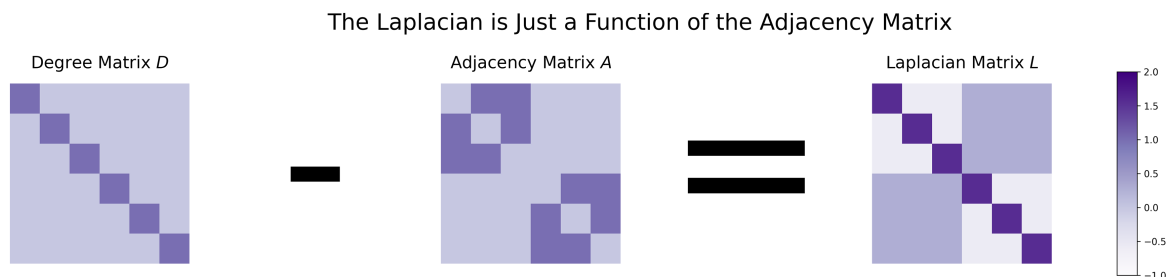 The Laplacian is Just a Function of the Adjacency Matrix
Degree Matrix D
Adjacency Matrix A
Laplacian Matrix L
2.0
1.5
1.0
0.5
0.0
−0.5
−1.0